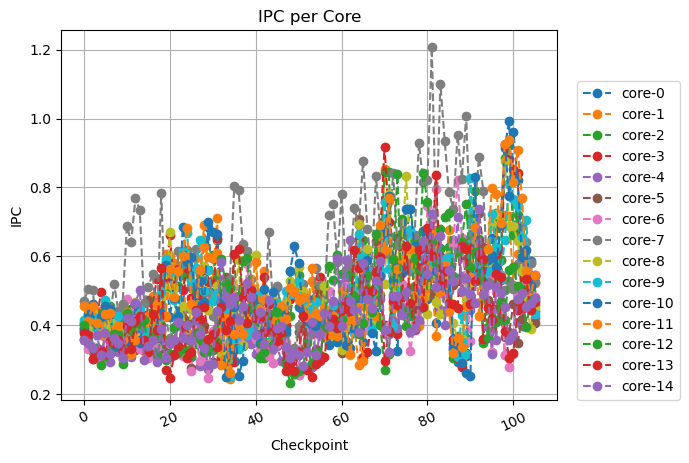 IPC per Core
IPC
1.2
1.0
0.8
0.6
0.4
0.2
0
20
40
60
80
100
Checkpoint
core-0
core-1
core-2
core-3
core-4
core-5
core-6
core-7
core-8
core-9
core-10
core-11
core-12
core-13
core-14